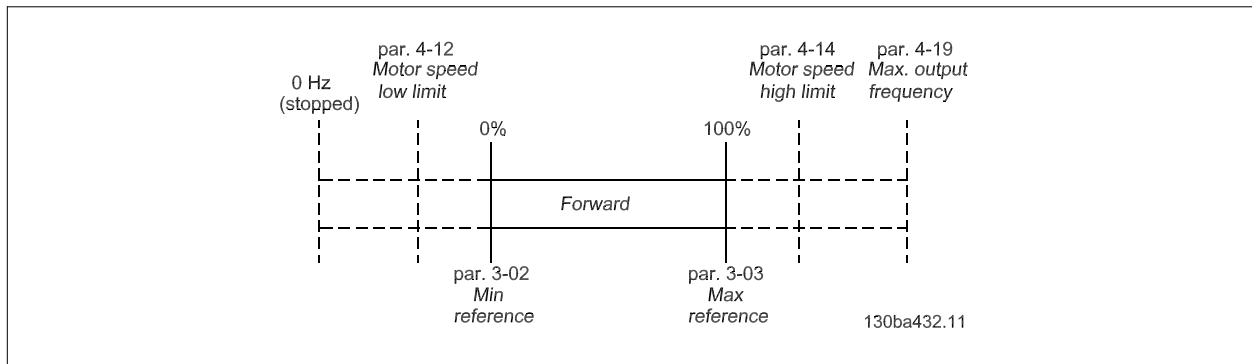 0 Hz
(stopped)
par. 4-12
Motor speed
low limit
par. 4-14
Motor speed
high limit
par. 4-19
Max. output
frequency
0%
100%
Forward
par. 3-02
Min
reference
par. 3-03
Max
reference
130ba432.11